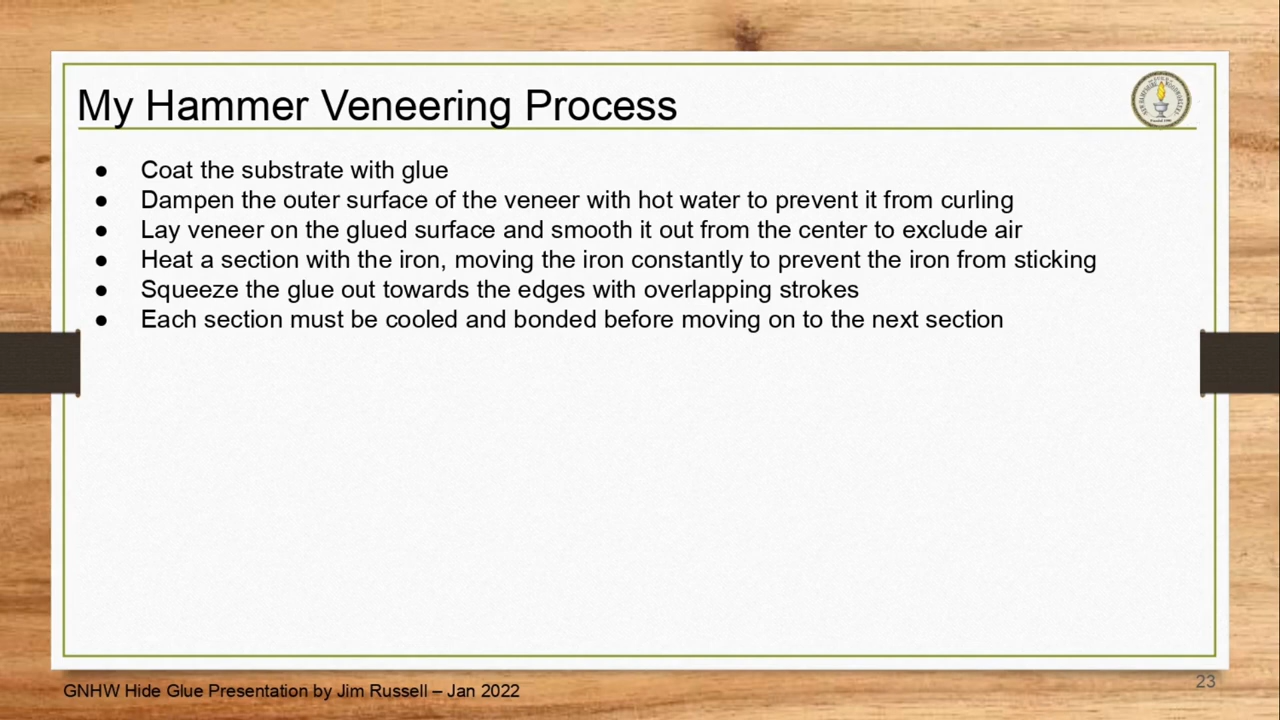 My Hammer Veneering Process
● Coat the substrate with glue
● Dampen the outer surface of the veneer with hot water to prevent it from curling
● Lay veneer on the glued surface and smooth it out from the center to exclude air
● Heat a section with the iron, moving the iron constantly to prevent the iron from sticking
● Squeeze the glue out towards the edges with overlapping strokes
● Each section must be cooled and bonded before moving on to the next section
GNHW Hide Glue Presentation by Jim Russell – Jan 2022
23